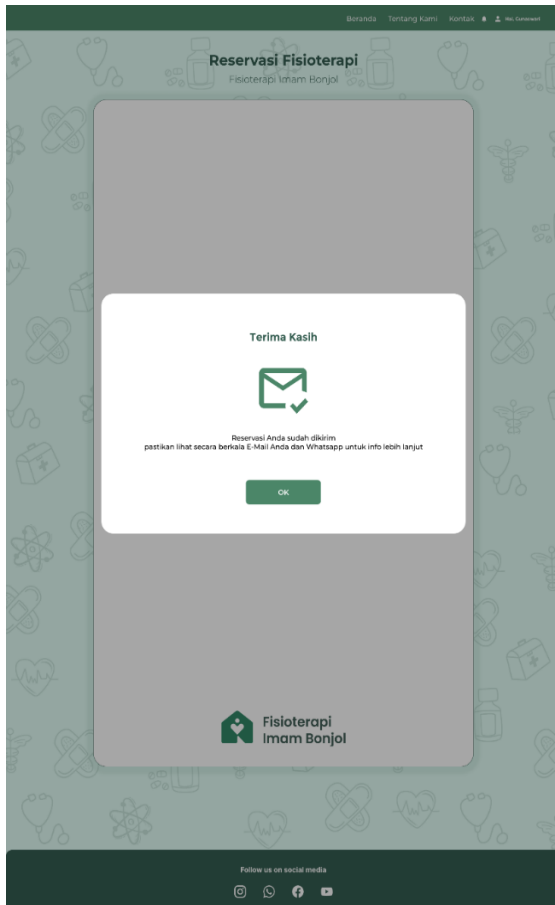 Beranda Tentang Kami Kontak
Reservasi Fisioterapi
Fisioterapi Imam Bonjol
Terima Kasih
Reservasi Anda sudah dikirim
pastikan lihat secara berkala E-Mail Anda dan Whatsapp untuk info lebih lanjut
OK
Fisioterapi
Imam Bonjol
Follow us on social media